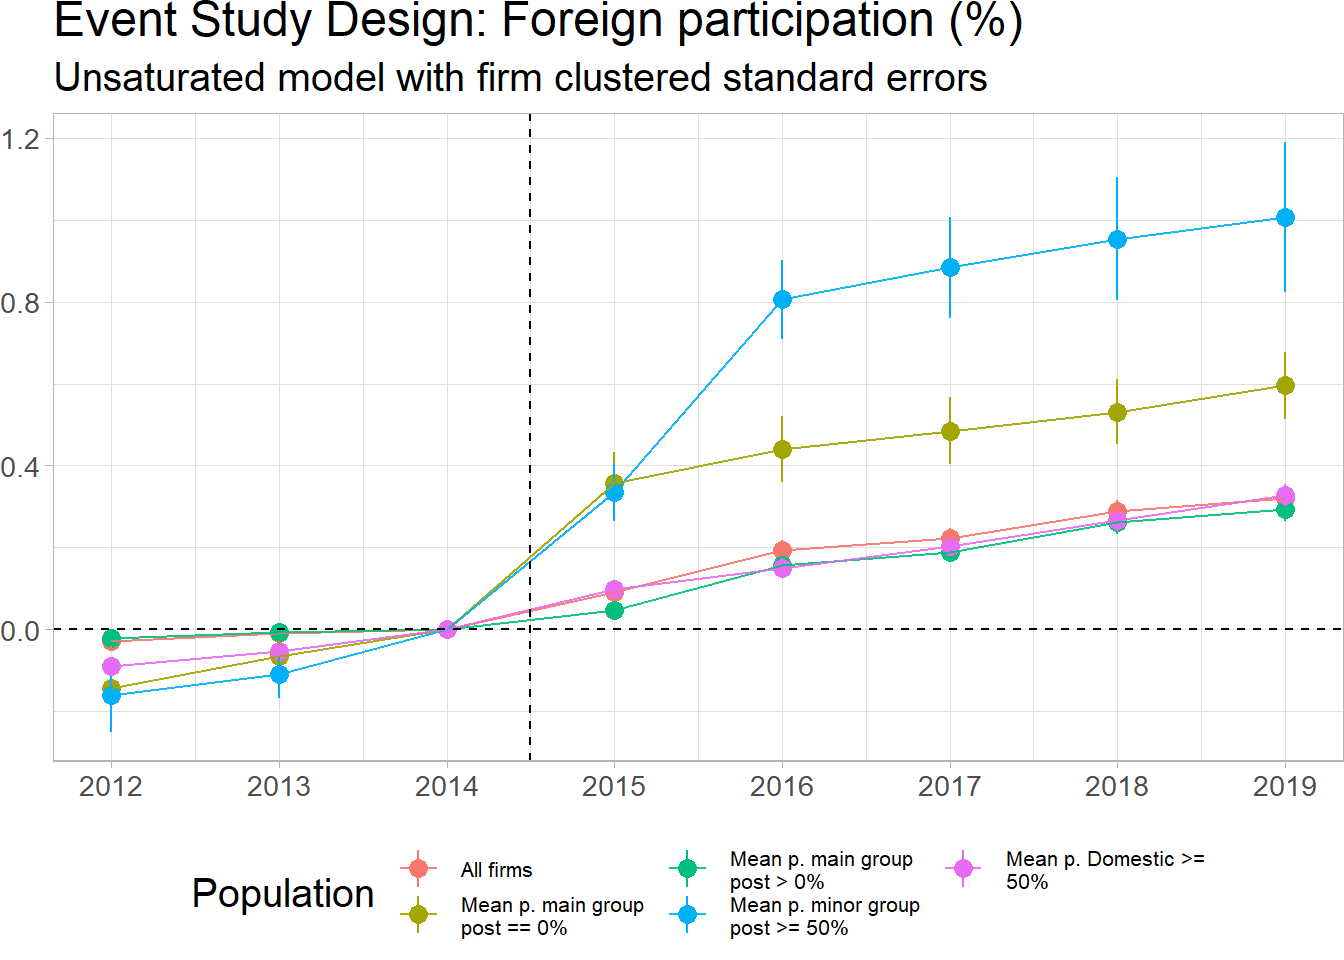 Event Study Design: Foreign participation (%)
Unsaturated model with firm clustered standard errors
1.2
0.8
0.4
0.0
2012 2013 2014 2015 2016 2017 2018 2019
Population
All firms
Mean p. main group
post == 0%
Mean p. main group
post > 0%
Mean p. minor group
post >= 50%
Mean p. Domestic >=
50%